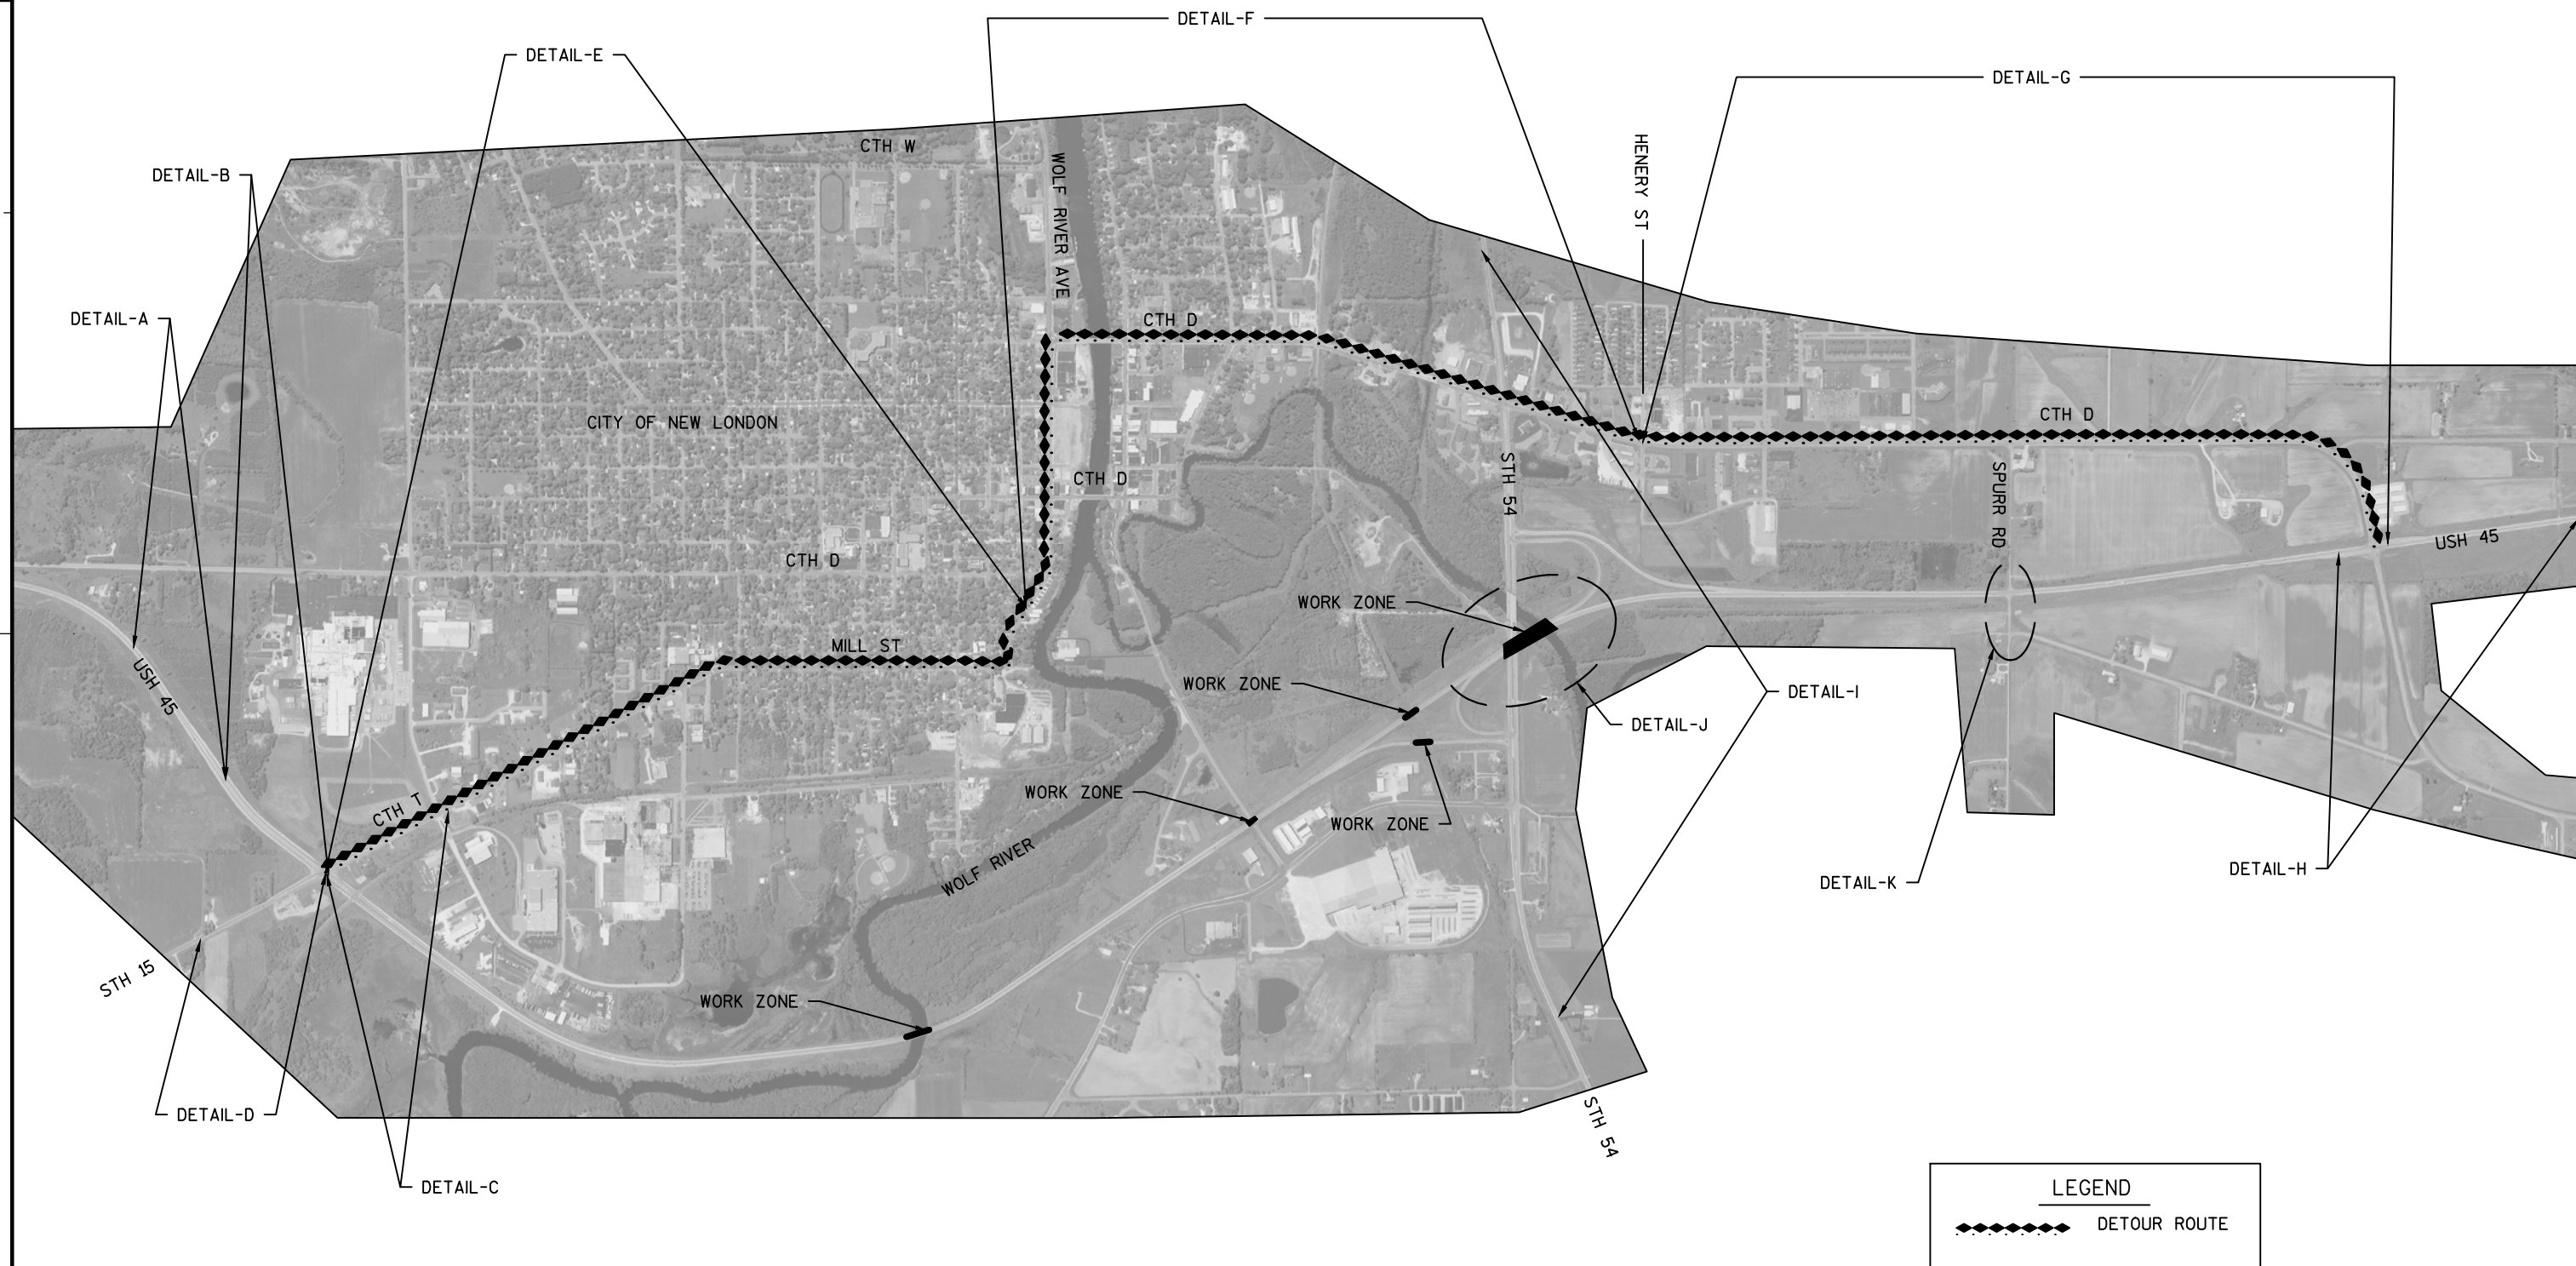 DETAIL-F
DETAIL-E
DETAIL-G
CTH W
HENERY ST
WOLF RIVER AVE
DETAIL-B
DETAIL-A
CTH D
CTH D
CITY OF NEW LONDON
CTH D
STH 54
SPURR RD
USH 45
CTH D
WORK ZONE
MILL ST
USH 45
WORK ZONE
DETAIL-I
DETAIL-J
WORK ZONE
CTH T
WORK ZONE
WOLF RIVER
DETAIL-H
DETAIL-K
STH 15
WORK ZONE
DETAIL-D
STH 54
DETAIL-C
LEGEND
DETOUR ROUTE